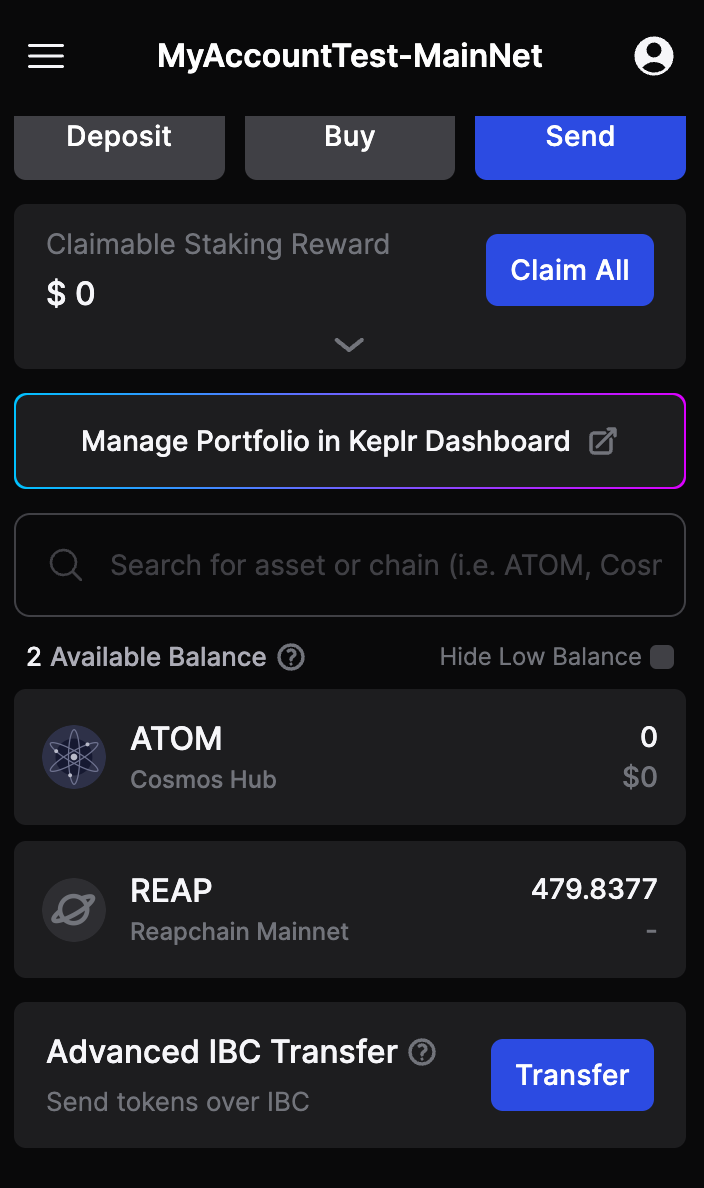 MyAccountTest-MainNet
Deposit
Buy
Send
Claimable Staking Reward
$ 0
Claim All
Manage Portfolio in Keplr Dashboard
Search for asset or chain (i.e. ATOM, Cosm
2 Available Balance
Hide Low Balance
ATOM
0
Cosmos Hub
$0
REAP
479.8377
Reapchain Mainnet
-
Advanced IBC Transfer
Send tokens over IBC
Transfer